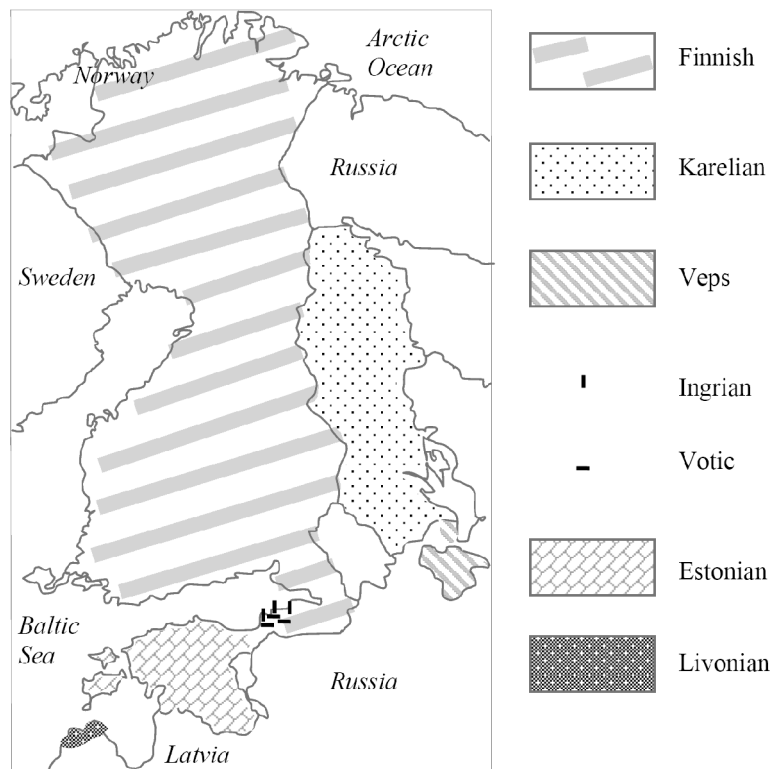 Arctic
Ocean
Norway
Russia
Sweden
Baltic
Sea
Russia
Latvia
Finnish
Karelian
Veps
Ingrian
Votic
Estonian
Livonian